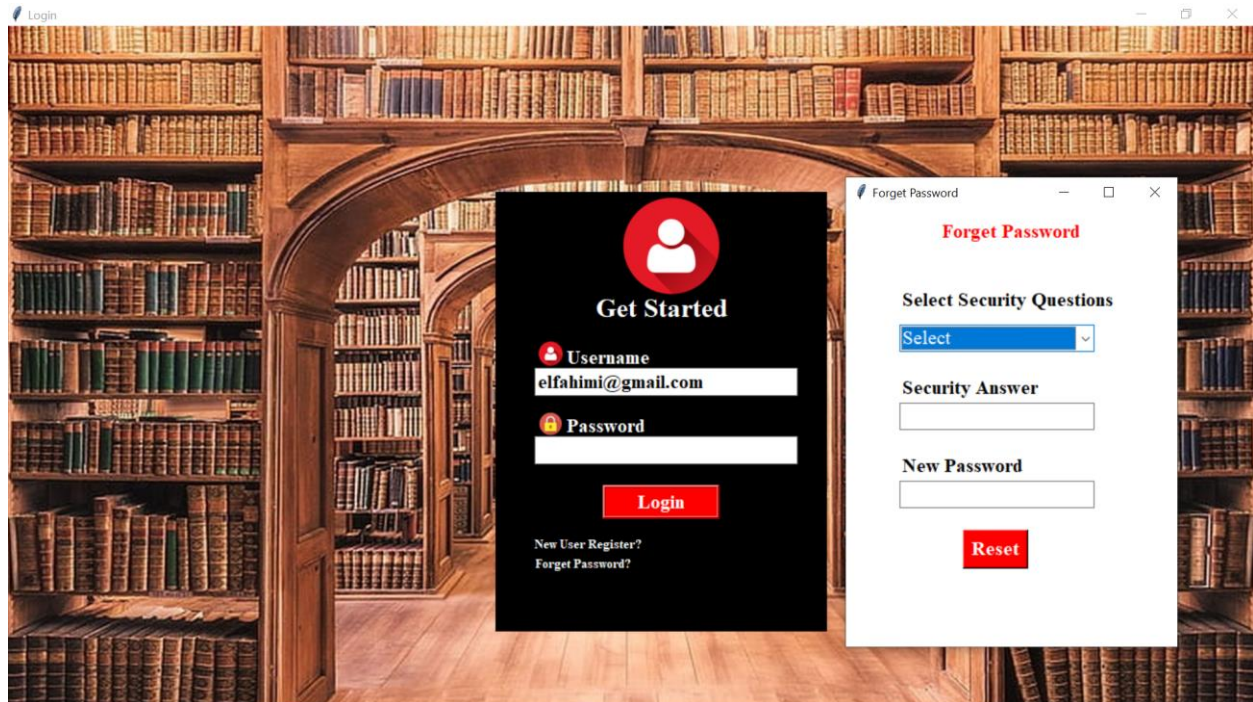 Login
Get Started
Username
elfahimi@gmail.com
Password
Login
New User Register?
Forget Password?
Forget Password
Forget Password
Select Security Questions
Select
Security Answer
New Password
Reset